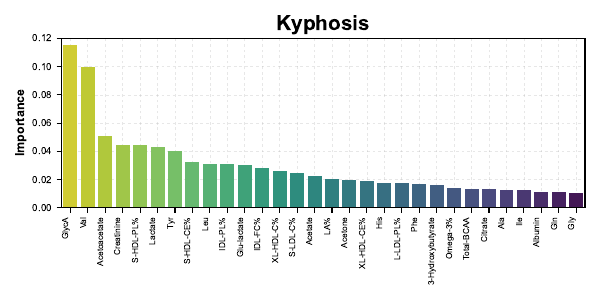 Kyphosis
Importance
0.12
0.10
0.08
0.06
0.04
0.02
0.00
GlycA
Val
Acetoacetate
Creatinine
S-HDL-PL%
Lactate
Tyr
S-HDL-CE%
Leu
IDL-PL%
Glu-lactate
IDL-FC%
XL-HDL-C%
S-LDL-C%
Acetate
LA%
Acetone
XL-HDL-CE%
His
L-LDL-PL%
Phe
3-Hydroxybutyrate
Omega-3%
Total-BCAA
Citrate
Ala
Ile
Albumin
Gln
Gly